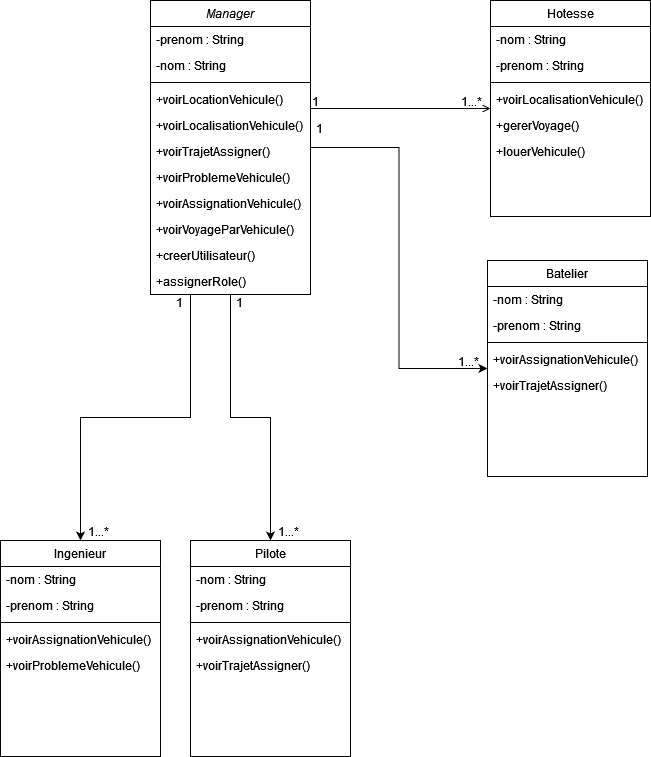 Manager
-prenom : String
-nom : String
+voirLocationVehicule()
+voirLocalisationVehicule()
+voirTrajetAssigner()
+voirProblemeVehicule()
+voirAssignationVehicule()
+voirVoyageParVehicule()
+creerUtilisateur()
+assignerRole()
1
1...*
1
1...*
1
1
1...*
1...*
Hotesse
-nom : String
-prenom : String
+voirLocalisationVehicule()
+gererVoyage()
+louerVehicule()
Batelier
-nom : String
-prenom : String
+voirAssignationVehicule()
+voirTrajetAssigner()
Ingenieur
-nom : String
-prenom : String
+voirAssignationVehicule()
+voirProblemeVehicule()
Pilote
-nom : String
-prenom : String
+voirAssignationVehicule()
+voirTrajetAssigner()